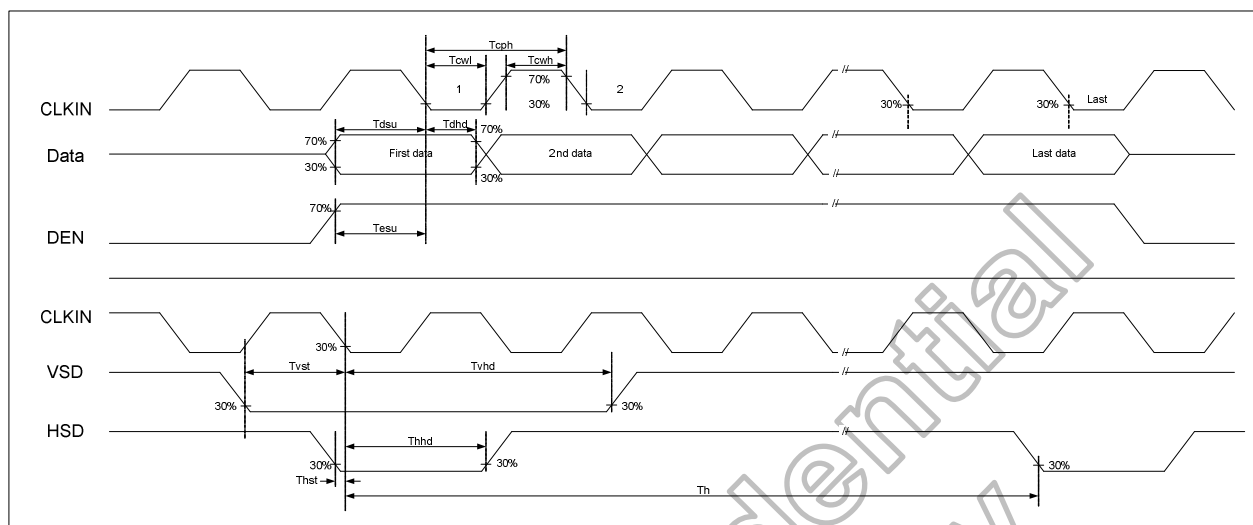 Tcph
Tcwl
Tcwh
CLKIN
1
70%
30%
2
//
30%
30%
Last
Tdsu
Tdhd
Data
70%
30%
First data
70%
30%
2nd data
//
//
Last data
DEN
70%
Tesu
//
CLKIN
30%
//
VSD
30%
Tvst
Tvhd
30%
//
HSD
30%
Thst
Thhd
30%
//
30%
Th